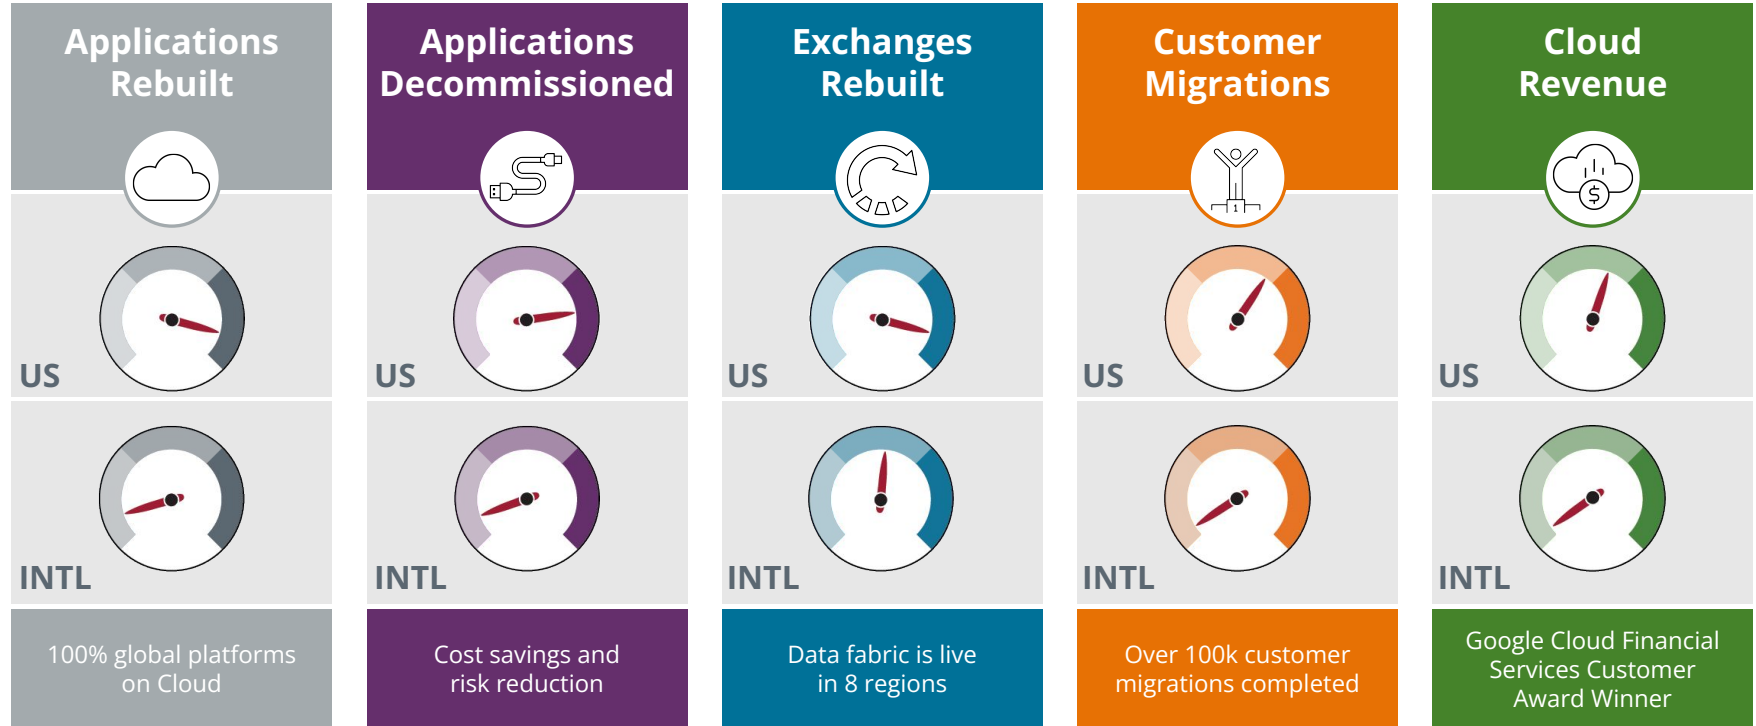 Applications
Rebuilt
US
INTL
100% global platforms
on Cloud
Applications
Decommissioned
US
INTL
Cost savings and
risk reduction
Exchanges
Rebuilt
US
INTL
Data fabric is live
in 8 regions
Customer
Migrations
1
US
INTL
Over 100k customer
migrations completed
Cloud
Revenue
$
US
INTL
Google Cloud Financial
Services Customer
Award Winner